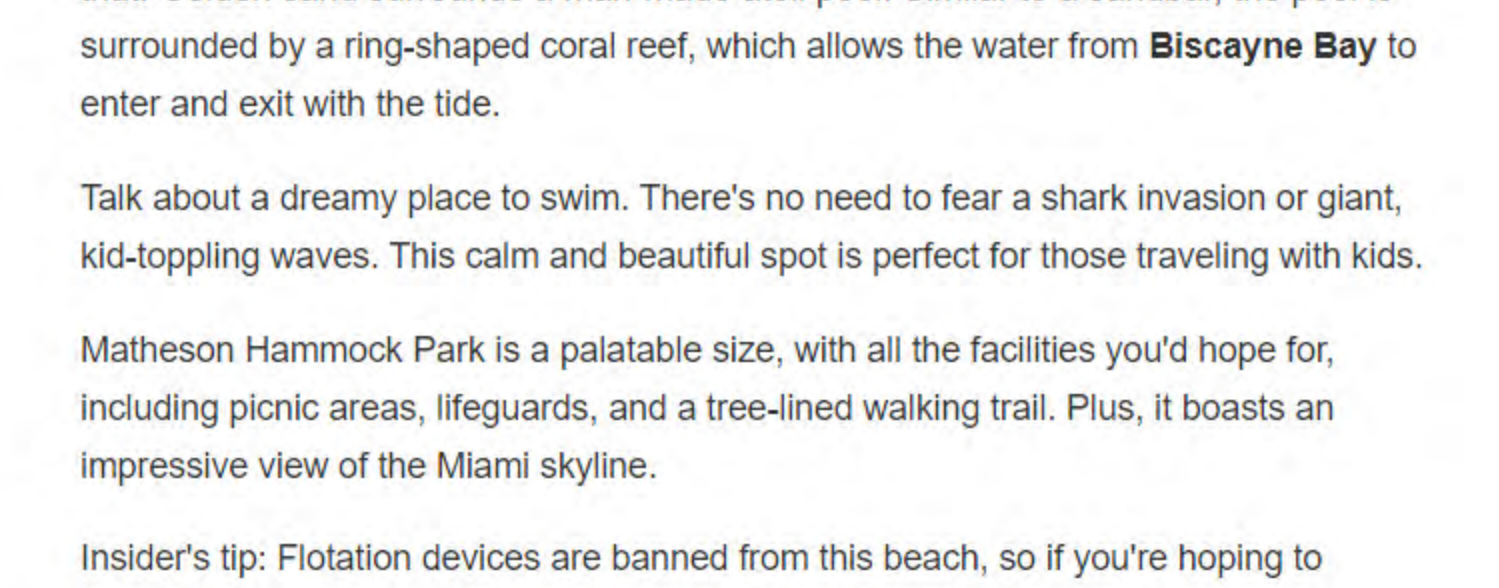 surrounded by a ring-shaped coral reef, which allows the water from Biscayne Bay to
enter and exit with the tide.
Talk about a dreamy place to swim. There's no need to fear a shark invasion or giant,
kid-toppling waves. This calm and beautiful spot is perfect for those traveling with kids.
Matheson Hammock Park is a palatable size, with all the facilities you'd hope for,
including picnic areas, lifeguards, and a tree-lined walking trail. Plus, it boasts an
impressive view of the Miami skyline.
Insider's tip: Flotation devices are banned from this beach, so if you're hoping to